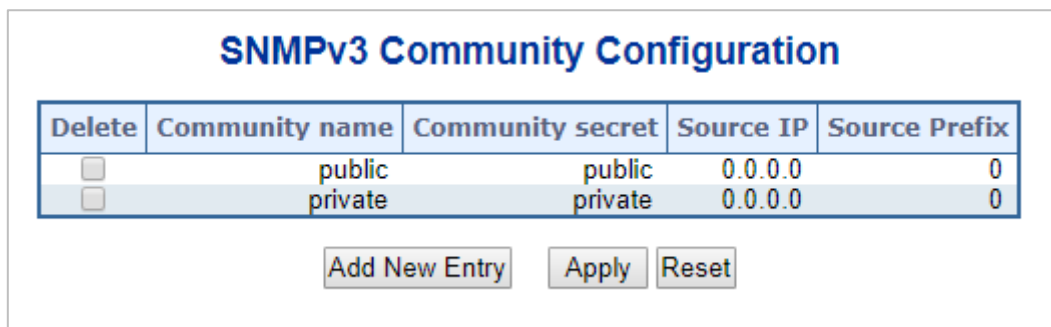 SNMPv3 Community Configuration
Delete Community name Community secret Source IP Source Prefix
public public 0.0.0.0 0
private private 0.0.0.0 0
Add New Entry Apply Reset